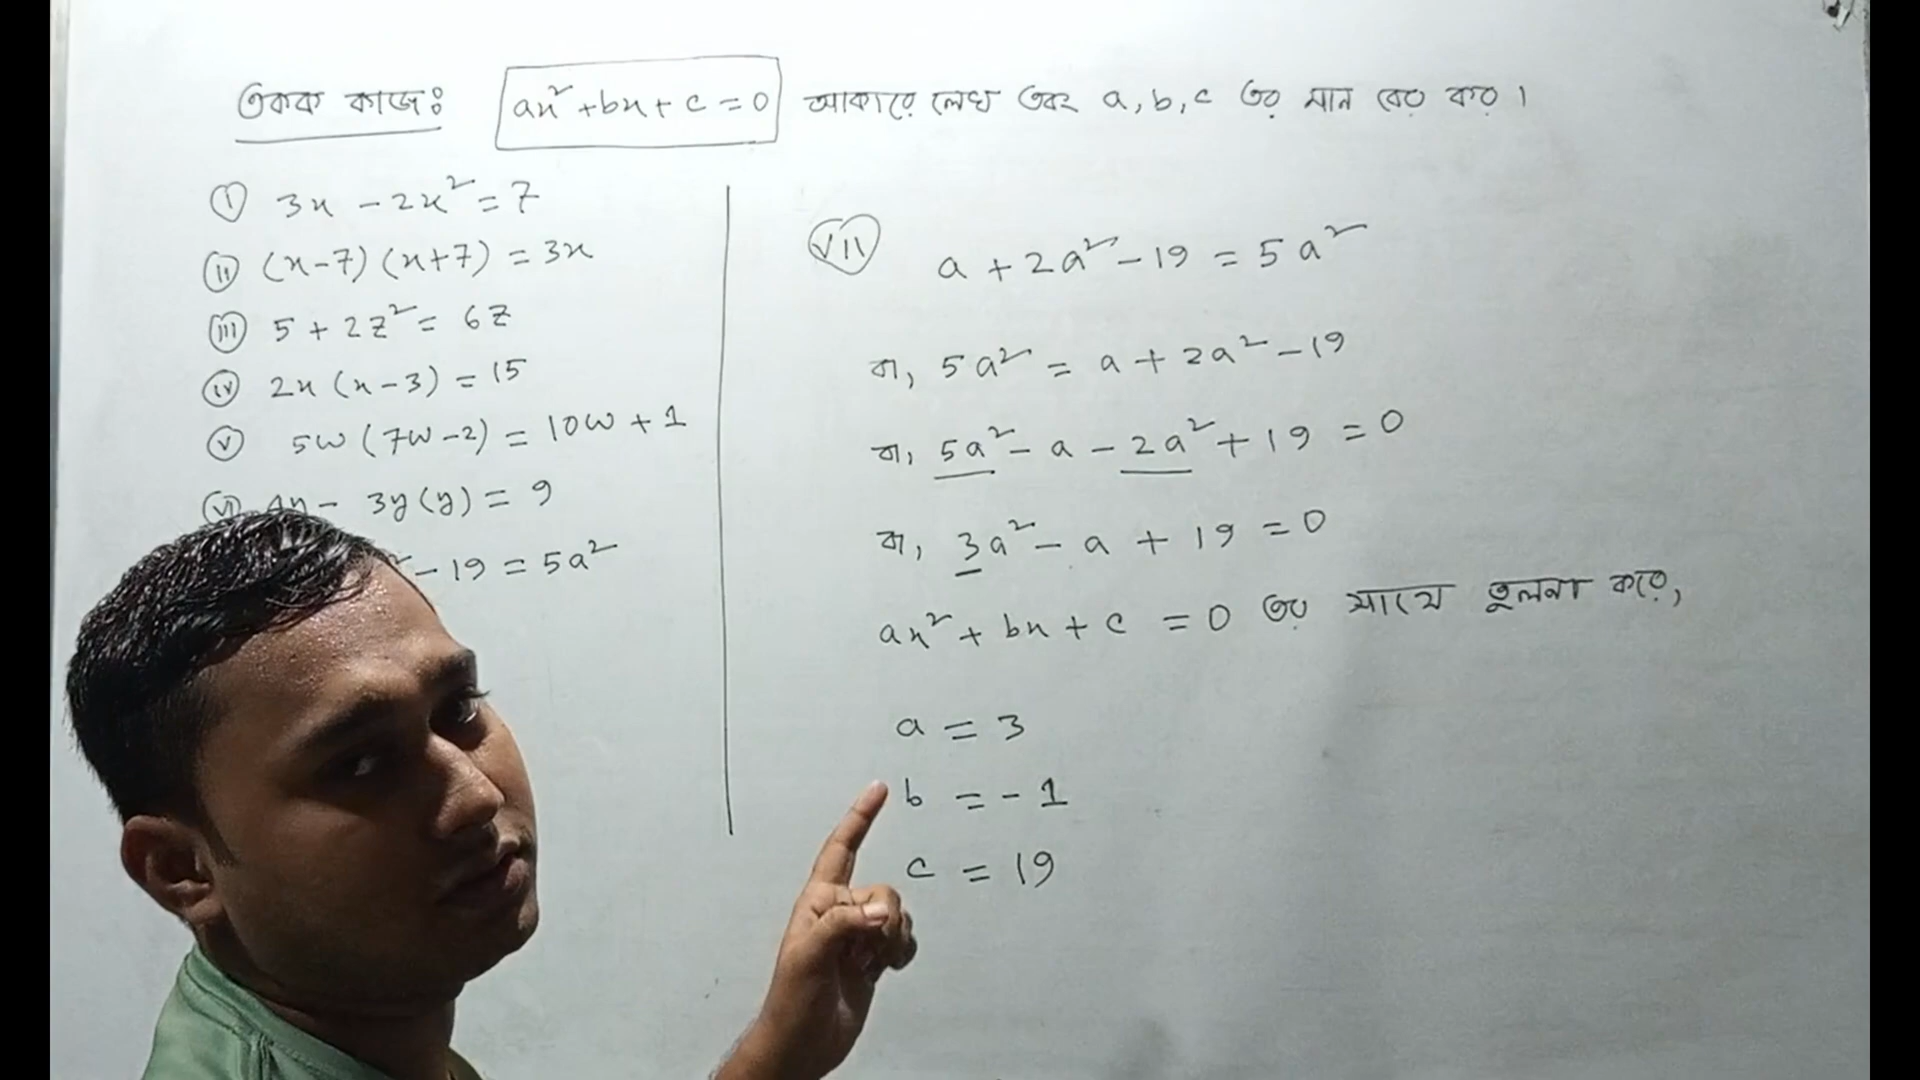 একক কাজঃ ax² + bx + c = 0 আকারে লেখ এবং a, b, c এর মান বের কর।
(i) 3x - 2x² = 7
(ii) (x-7) (x+7) = 3x
(iii) 5 + 2z² = 6z
(iv) 2x (x-3) = 15
(v) 5w (7w-2) = 10w + 1
(vi) 3y (y) = 9
- 19 = 5a²
(vii) a + 2a² - 19 = 5a²
বা, 5a² = a + 2a² - 19
বা, 5a² - a - 2a² + 19 = 0
বা, 3a² - a + 19 = 0
ax² + bx + c = 0 এর সাথে তুলনা করে,
a = 3
b = - 1
c = 19